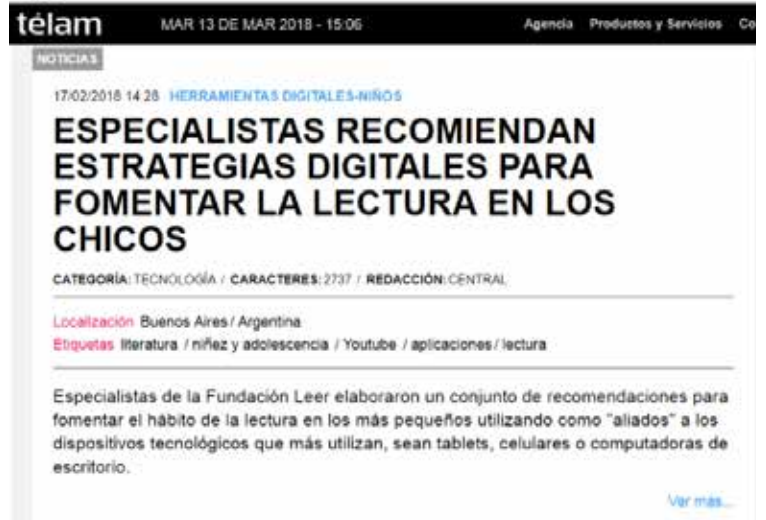 télam MAR 13 DE MAR 2018 - 15:06 Agencia Productos y Servicios Co
NOTICIAS
17/02/2018 14:28 HERRAMIENTAS DIGITALES-NIÑOS
ESPECIALISTAS RECOMIENDAN
ESTRATEGIAS DIGITALES PARA
FOMENTAR LA LECTURA EN LOS
CHICOS
CATEGORÍA: TECNOLOGÍA / CARACTERES: 2737 / REDACCIÓN: CENTRAL
Localización Buenos Aires / Argentina
Etiquetas literatura / niñez y adolescencia / Youtube / aplicaciones / lectura
Especialistas de la Fundación Leer elaboraron un conjunto de recomendaciones para
fomentar el hábito de la lectura en los más pequeños utilizando como "aliados" a los
dispositivos tecnológicos que más utilizan, sean tablets, celulares o computadoras de
escritorio.
Ver más...